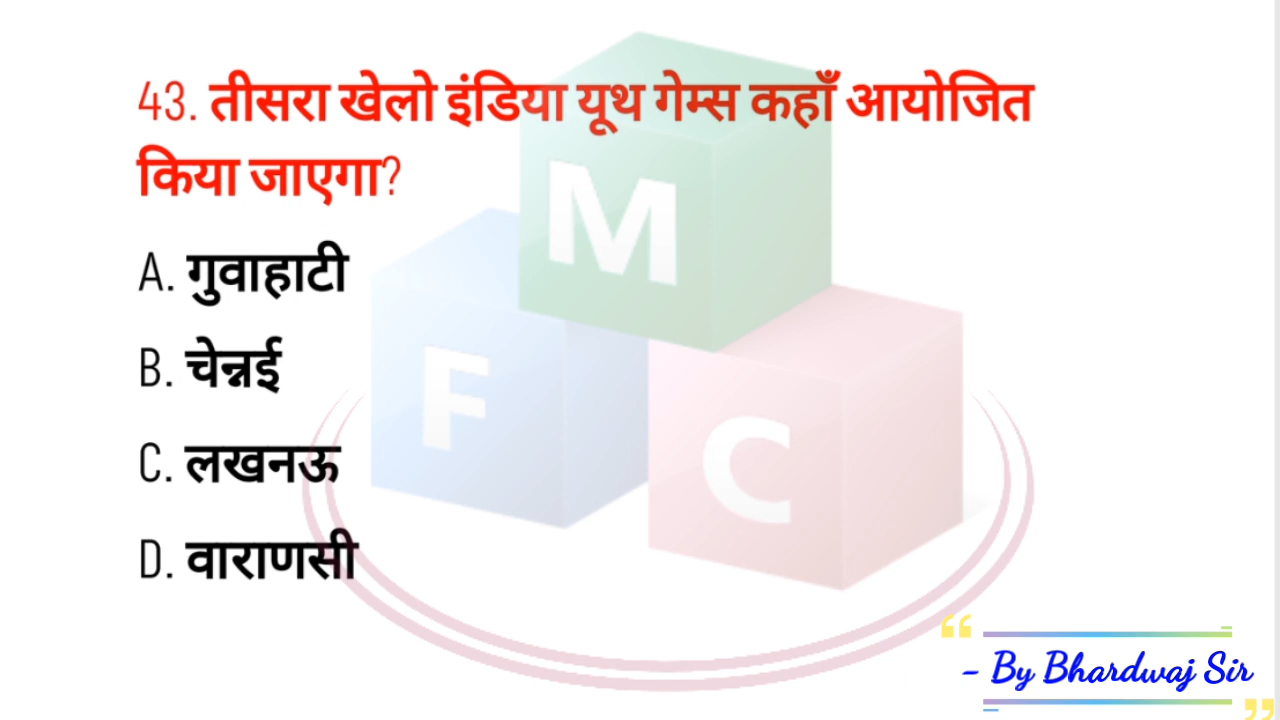 43. तीसरा खेलो इंडिया यूथ गेम्स कहाँ आयोजित
किया जाएगा?
A. गुवाहाटी
B. चेन्नई
C. लखनऊ
D. वाराणसी
M
F
C
“
- By Bhardwaj Sir
”